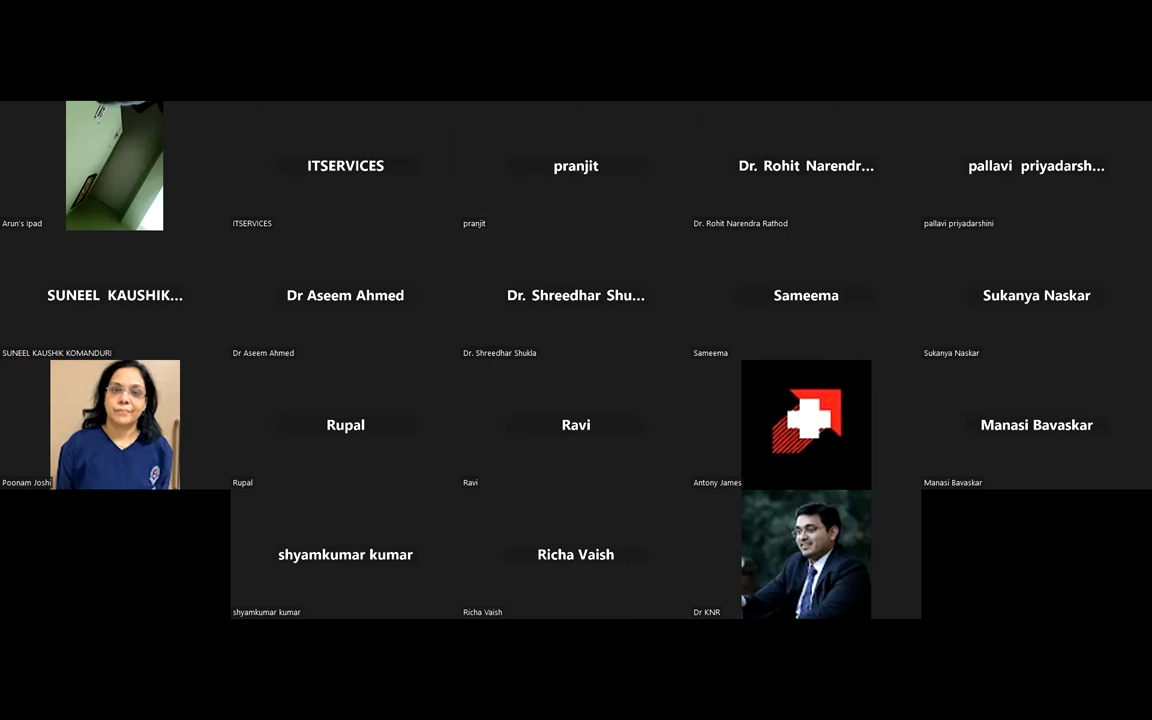 ITSERVICES
pranjit
Dr. Rohit Narendr...
pallavi priyadarsh...
Arun's Ipad
ITSERVICES
pranjit
Dr. Rohit Narendra Rathod
pallavi priyadarshini
SUNEEL KAUSHIK...
Dr Aseem Ahmed
Dr. Shreedhar Shu...
Sameema
Sukanya Naskar
SUNEEL KAUSHIK KOMANDURI
Dr Aseem Ahmed
Dr. Shreedhar Shukla
Sameema
Sukanya Naskar
Rupal
Ravi
Manasi Bavaskar
Poonam Joshi
Rupal
Ravi
Antony James
Manasi Bavaskar
shyamkumar kumar
Richa Vaish
shyamkumar kumar
Richa Vaish
Dr KNR